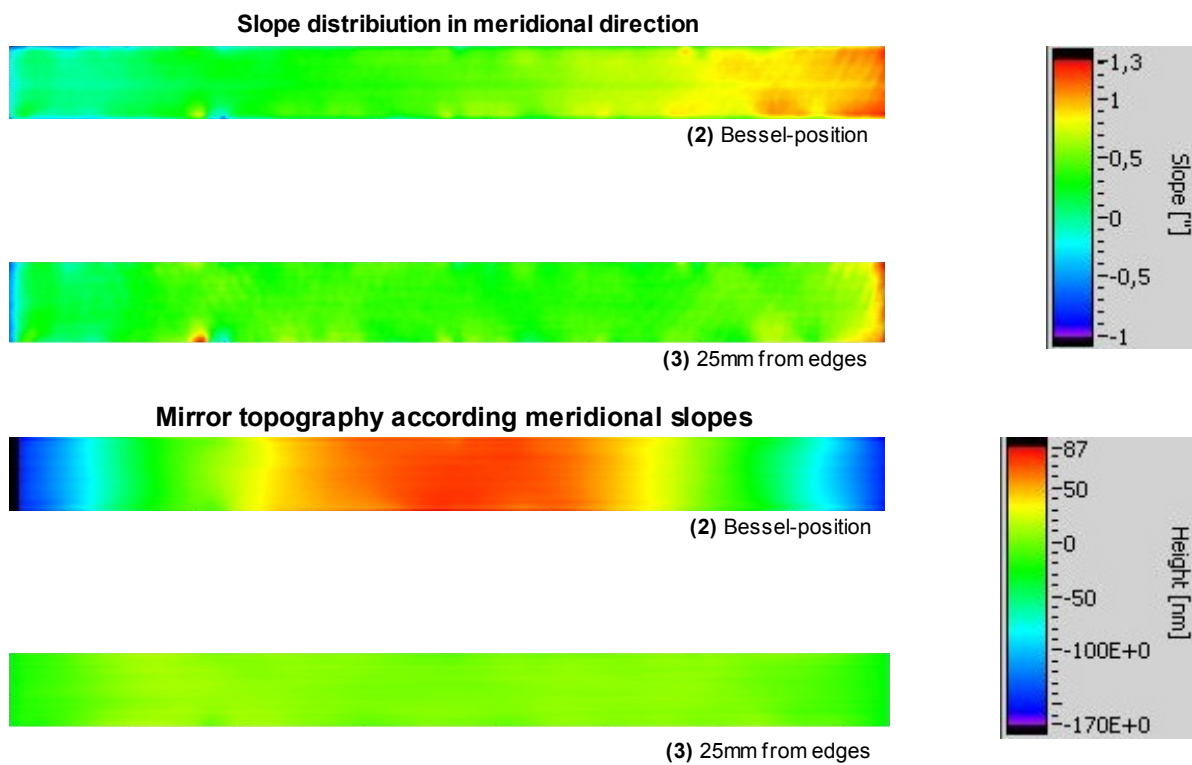 Slope distribiution in meridional direction
(2) Bessel-position
(3) 25mm from edges
1,3
1
0,5
0
-0,5
-1
Slope ["]
Mirror topography according meridional slopes
(2) Bessel-position
(3) 25mm from edges
87
50
0
-50
-100E+0
-170E+0
Height [nm]